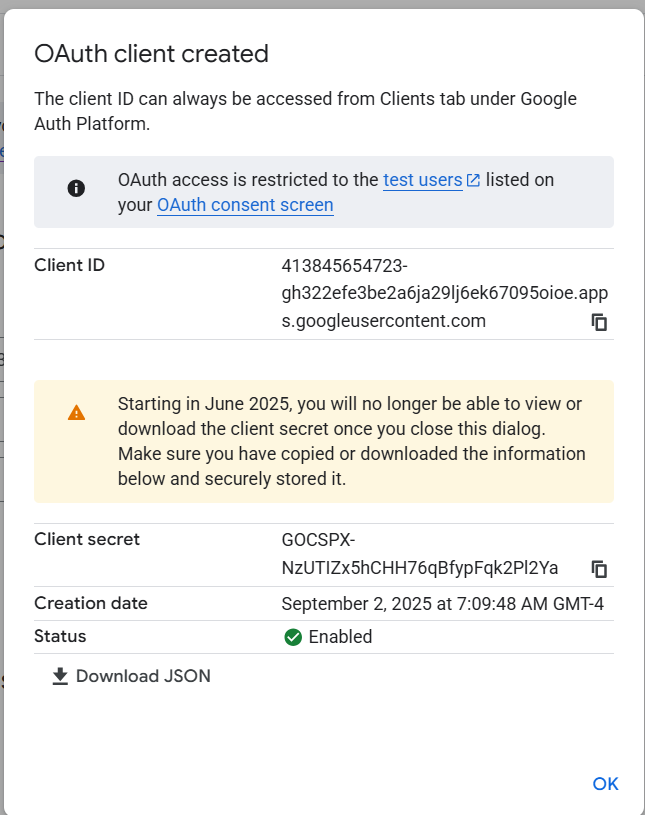 OAuth client created
The client ID can always be accessed from Clients tab under Google
Auth Platform.
OAuth access is restricted to the test users listed on
your OAuth consent screen
Client ID
413845654723-
gh322efe3be2a6ja29lj6ek67095oioe.app
s.googleusercontent.com
Starting in June 2025, you will no longer be able to view or
download the client secret once you close this dialog.
Make sure you have copied or downloaded the information
below and securely stored it.
Client secret
GOCSPX-
NzUTIZx5hCHH76qBfypFqk2Pl2Ya
Creation date
September 2, 2025 at 7:09:48 AM GMT-4
Status
Enabled
Download JSON
OK